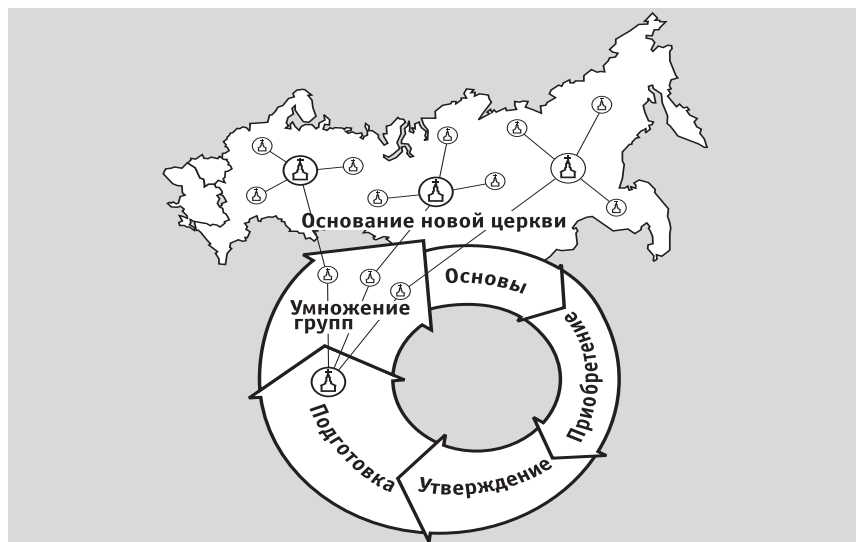 Основание новой церкви
Основы
Умножение
групп
Приобретение
Подготовка
Утверждение